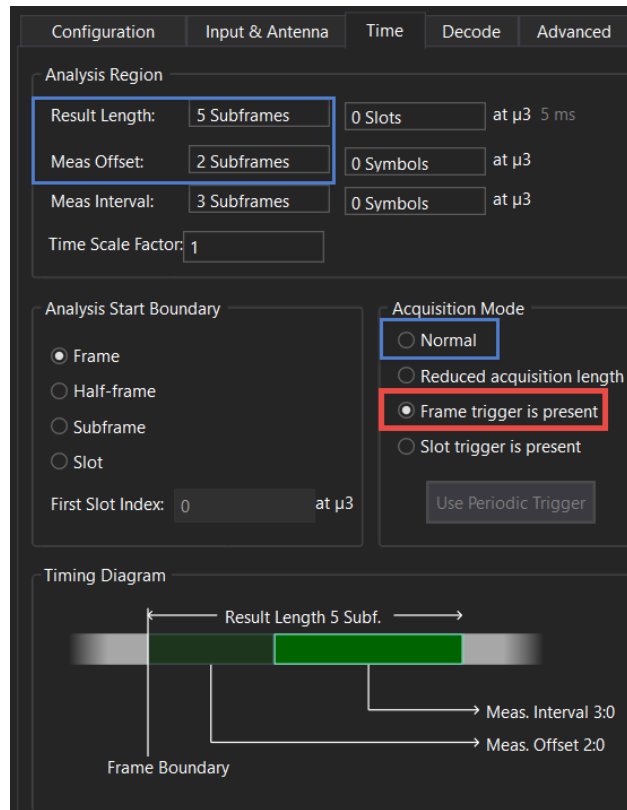 Configuration Input & Antenna Time Decode Advanced
Analysis Region
Result Length: 5 Subframes 0 Slots at μ3 5 ms
Meas Offset: 2 Subframes 0 Symbols at μ3
Meas Interval: 3 Subframes 0 Symbols at μ3
Time Scale Factor: 1
Analysis Start Boundary
Frame
Half-frame
Subframe
Slot
First Slot Index: 0 at μ3
Acquisition Mode
Normal
Reduced acquisition length
Frame trigger is present
Slot trigger is present
Use Periodic Trigger
Timing Diagram
Result Length 5 Subf.
Meas. Interval 3:0
Meas. Offset 2:0
Frame Boundary